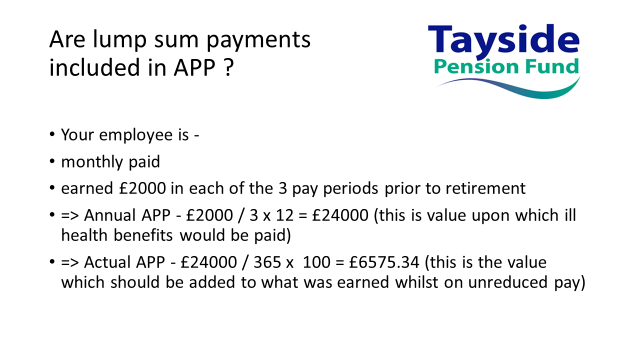 Are lump sum payments
included in APP ?
Tayside
Pension Fund
• Your employee is -
• monthly paid
• earned £2000 in each of the 3 pay periods prior to retirement
• => Annual APP - £2000 / 3 x 12 = £24000 (this is value upon which ill
health benefits would be paid)
• => Actual APP - £24000 / 365 x  100 = £6575.34 (this is the value
which should be added to what was earned whilst on unreduced pay)